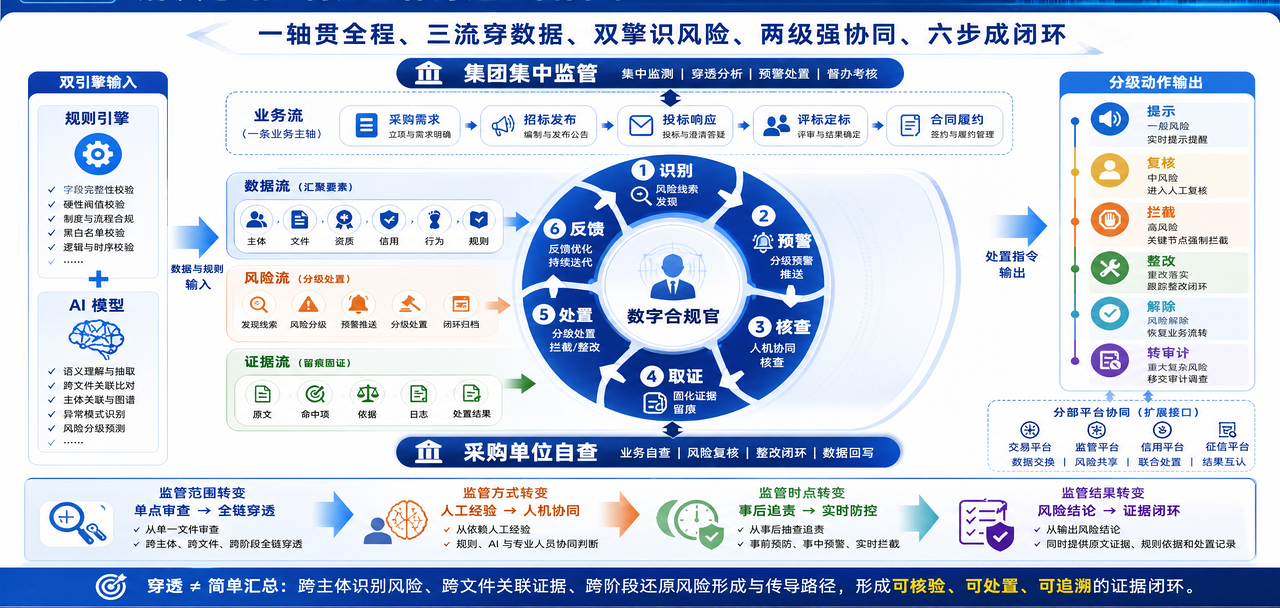 一轴贯全程、三流穿数据、双擎识风险、两级强协同、六步成闭环
集团集中监管 集中监测 | 穿透分析 | 预警处置 | 督办考核
双引擎输入
规则引擎
✓ 字段完整性校验
✓ 硬性阀值校验
✓ 制度与流程合规
✓ 黑白名单校验
✓ 逻辑与时序校验
✓ ……
+
AI 模型
✓ 语义理解与抽取
✓ 跨文件关联比对
✓ 主体关联与图谱
✓ 异常模式识别
✓ 风险分级预测
✓ ……
数据与规则
输入
业务流
（一条业务主轴）
采购需求
立项与需求明确
招标发布
编制与发布公告
投标响应
投标与澄清答疑
评标定标
评审与结果确定
合同履约
签约与履约管理
数据流（汇聚要素）
主体 文件 资质 信用 行为 规则
风险流（分级处置）
发现线索 风险分级 预警推送 分级处置 闭环归档
证据流（留痕固证）
原文 命中项 依据 日志 处置结果
1 识别
风险线索
发现
2
预警
分级预警
推送
3 核查
人机协同
核查
4 取证
固化证据
留痕
5 处置
分级处置
拦截/整改
6 反馈
反馈优化
持续迭代
数字合规官
采购单位自查 业务自查 | 风险复核 | 整改闭环 | 数据回写
处置指令
输出
分级动作输出
提示
一般风险
实时提示提醒
复核
中风险
进入人工复核
拦截
高风险
关键节点强制拦截
整改
重改落实
跟踪整改闭环
解除
风险解除
恢复业务流转
转审计
重大复杂风险
移交审计调查
分部平台协同（扩展接口）
交易平台 监管平台 信用平台 征信平台
数据交换 | 风险共享 | 联合处置 | 结果互认
监管范围转变
单点审查 → 全链穿透
✓ 从单一文件审查
✓ 跨主体、跨文件、跨阶段全链穿透
监管方式转变
人工经验 → 人机协同
✓ 从依赖人工经验
✓ 规则、AI 与专业人员协同判断
监管时点转变
事后追责 → 实时防控
✓ 从事后抽查追责
✓ 事前预防、事中预警、实时拦截
监管结果转变
风险结论 → 证据闭环
✓ 从输出风险结论
✓ 同时提供原文证据、规则依据和处置记录
穿透 ≠ 简单汇总：跨主体识别风险、跨文件关联证据、跨阶段还原风险形成与传导路径，形成可核验、可处置、可追溯的证据闭环。